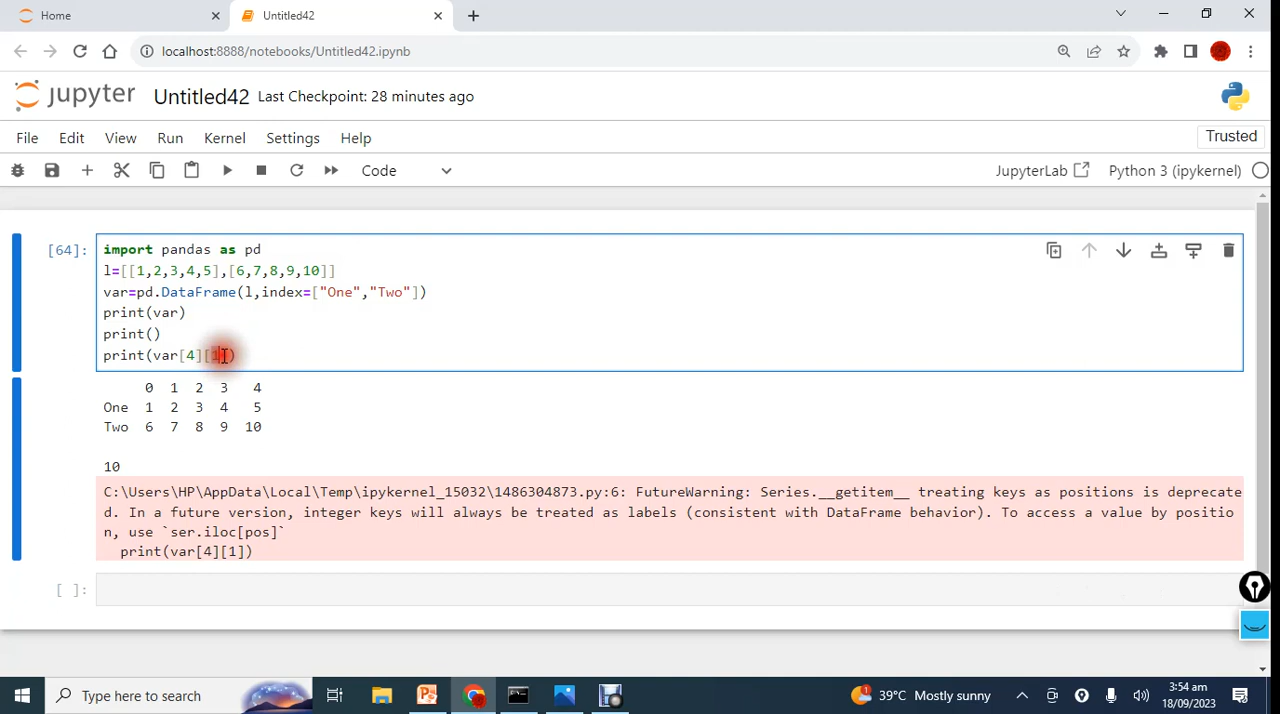 Home
Untitled42
localhost:8888/notebooks/Untitled42.ipynb
jupyter Untitled42 Last Checkpoint: 28 minutes ago
File Edit View Run Kernel Settings Help
Trusted
Code
JupyterLab Python 3 (ipykernel)
[64]:
import pandas as pd
l=[[1,2,3,4,5],[6,7,8,9,10]]
var=pd.DataFrame(l,index=["One","Two"])
print(var)
print()
print(var[4][1])
0 1 2 3 4
One 1 2 3 4 5
Two 6 7 8 9 10
10
C:\Users\HP\AppData\Local\Temp\ipykernel_15032\1486304873.py:6: FutureWarning: Series.__getitem__ treating keys as positions is deprecate
d. In a future version, integer keys will always be treated as labels (consistent with DataFrame behavior). To access a value by positio
n, use `ser.iloc[pos]`
print(var[4][1])
[ ]:
Type here to search
1
39°C Mostly sunny
3:54 am
18/09/2023